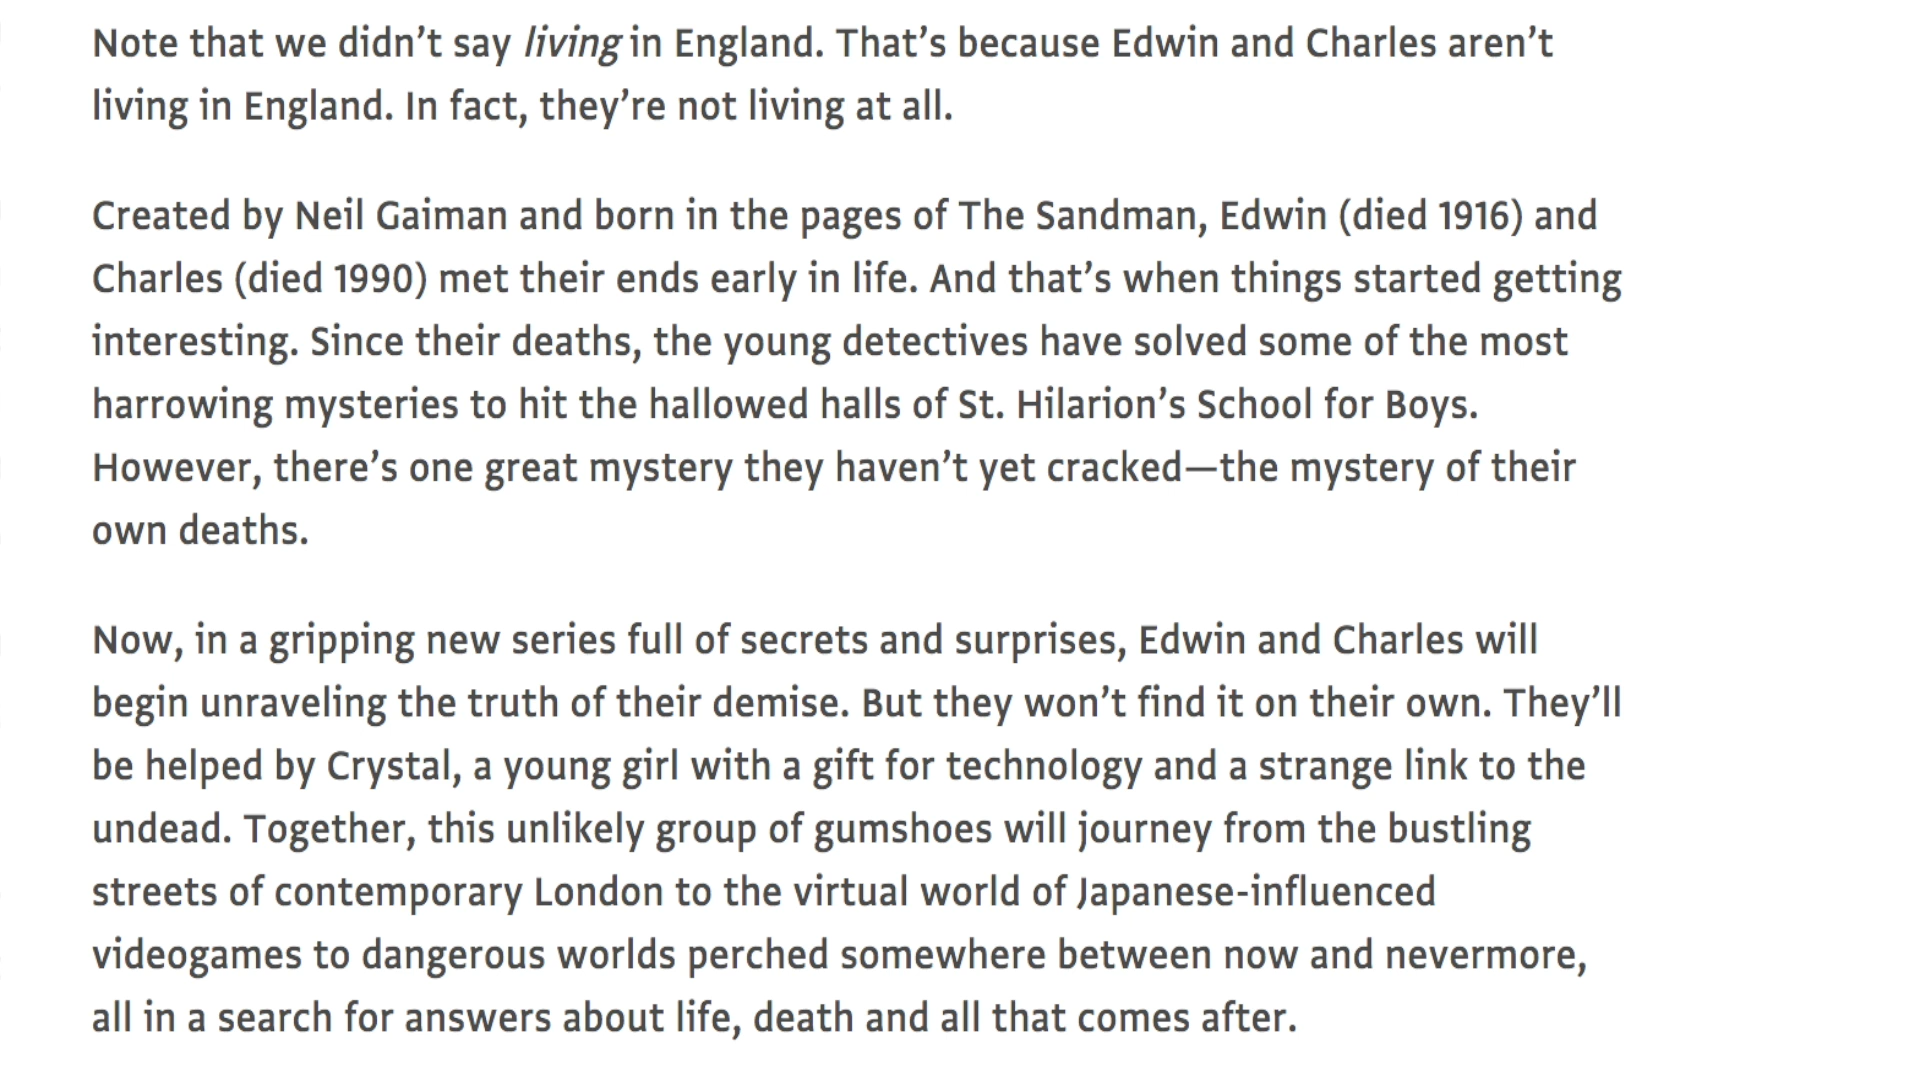 Note that we didn’t say living in England. That’s because Edwin and Charles aren’t
living in England. In fact, they’re not living at all.
Created by Neil Gaiman and born in the pages of The Sandman, Edwin (died 1916) and
Charles (died 1990) met their ends early in life. And that’s when things started getting
interesting. Since their deaths, the young detectives have solved some of the most
harrowing mysteries to hit the hallowed halls of St. Hilarion’s School for Boys.
However, there’s one great mystery they haven’t yet cracked—the mystery of their
own deaths.
Now, in a gripping new series full of secrets and surprises, Edwin and Charles will
begin unraveling the truth of their demise. But they won’t find it on their own. They’ll
be helped by Crystal, a young girl with a gift for technology and a strange link to the
undead. Together, this unlikely group of gumshoes will journey from the bustling
streets of contemporary London to the virtual world of Japanese-influenced
videogames to dangerous worlds perched somewhere between now and nevermore,
all in a search for answers about life, death and all that comes after.